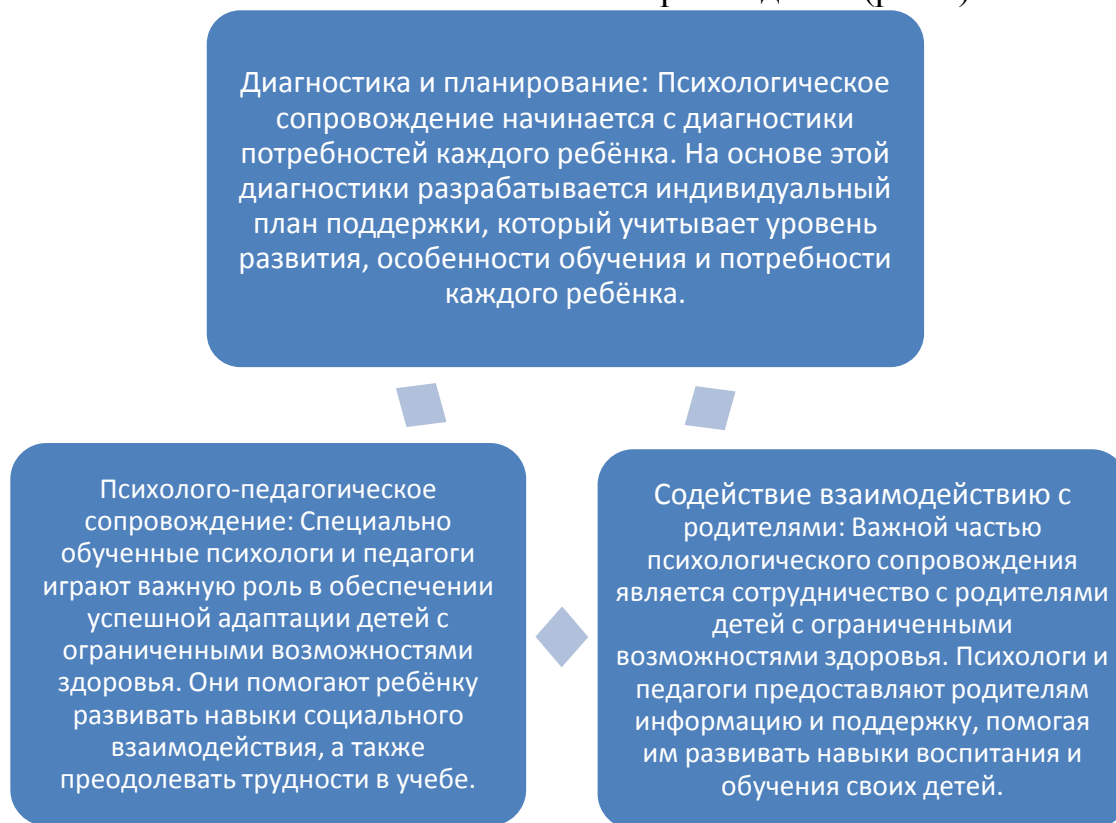 Диагностика и планирование: Психологическое
сопровождение начинается с диагностики
потребностей каждого ребёнка. На основе этой
диагностики разрабатывается индивидуальный
план поддержки, который учитывает уровень
развития, особенности обучения и потребности
каждого ребёнка.
Психолого-педагогическое
сопровождение: Специально
обученные психологи и педагоги
играют важную роль в обеспечении
успешной адаптации детей с
ограниченными возможностями
здоровья. Они помогают ребёнку
развивать навыки социального
взаимодействия, а также
преодолевать трудности в учебе.
Содействие взаимодействию с
родителями: Важной частью
психологического сопровождения
является сотрудничество с родителями
детей с ограниченными
возможностями здоровья. Психологи и
педагоги предоставляют родителям
информацию и поддержку, помогая
им развивать навыки воспитания и
обучения своих детей.